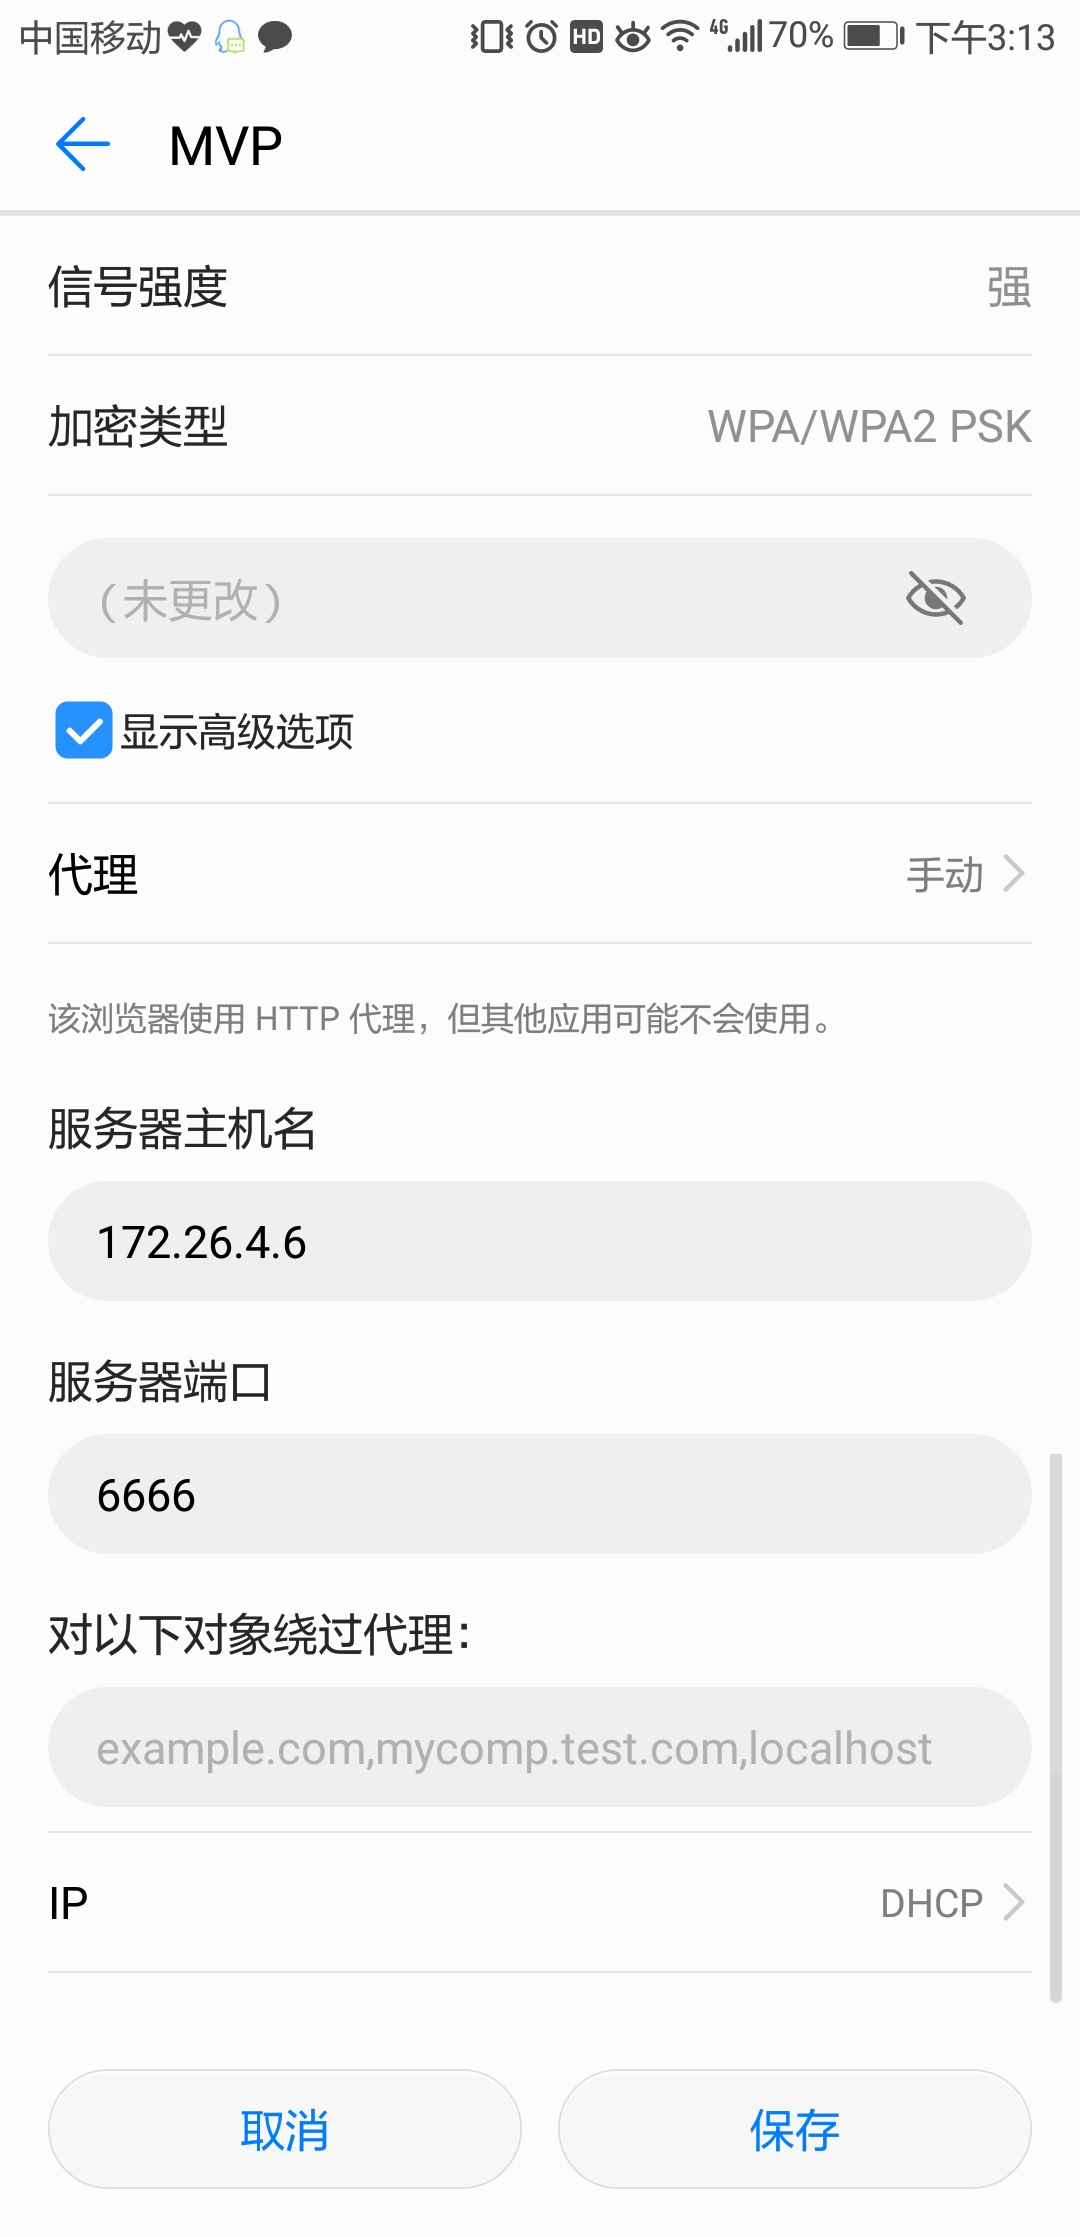 中国移动 HD 4G 70% 下午3:13
MVP
信号强度 强
加密类型 WPA/WPA2 PSK
（未更改）
显示高级选项
代理 手动
该浏览器使用 HTTP 代理，但其他应用可能不会使用。
服务器主机名
172.26.4.6
服务器端口
6666
对以下对象绕过代理：
example.com,mycomp.test.com,localhost
IP DHCP
取消 保存